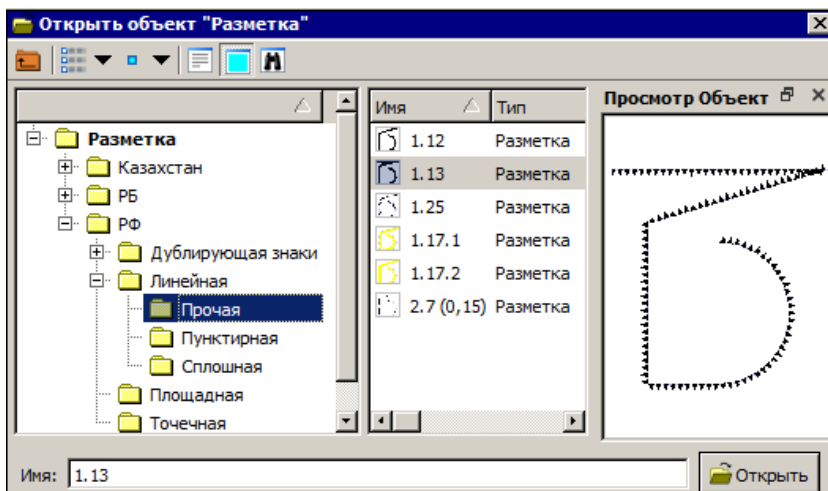 Открыть объект "Разметка"
Имя Тип
Просмотр Объект
Разметка
Казахстан
РБ
РФ
Дублирующая знаки
Линейная
Прочая
Пунктирная
Сплошная
Площадная
Точечная
1.12 Разметка
1.13 Разметка
1.25 Разметка
1.17.1 Разметка
1.17.2 Разметка
2.7 (0,15) Разметка
Имя: 1.13
Открыть